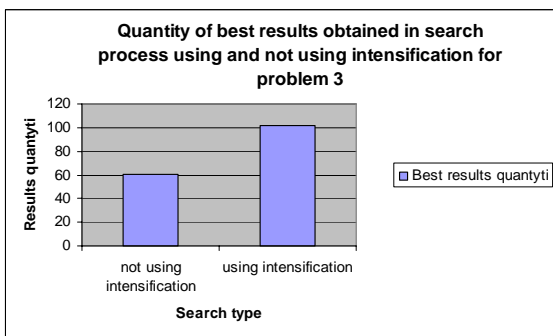 Quantity of best results obtained in search
process using and not using intensification for
problem 3
120
100
80
60
40
20
0
Results quantyti
not using
intensification
using intensification
Search type
Best results quantyti